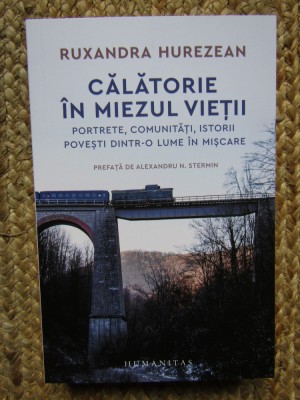 RUXANDRA HUREZEAN
CĂLĂTORIE
ÎN MIEZUL VIEȚII
PORTRETE, COMUNITĂȚI, ISTORII
POVEȘTI DINTR-O LUME ÎN MIȘCARE
PREFAȚĂ DE ALEXANDRU N. STERMIN
HUMANITAS